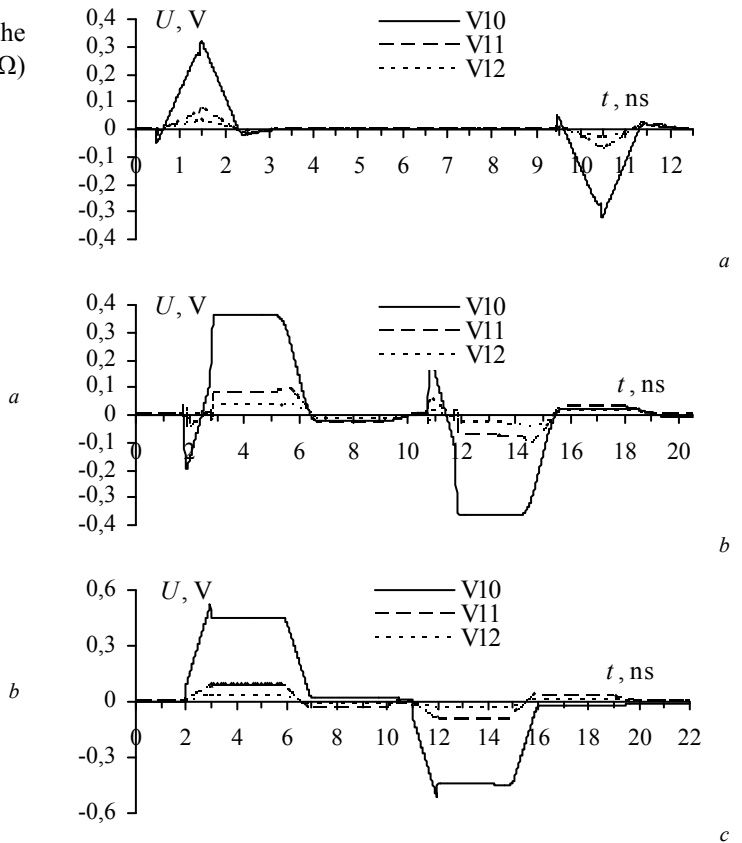 he
Ω)
0,4
0,3
0,2
0,1
0
-0,1
-0,2
-0,3
-0,4
U, V
V10
V11
V12
t, ns
0 1 2 3 4 5 6 7 8 9 10 11 12
a
0,4
0,3
0,2
0,1
0
-0,1
-0,2
-0,3
-0,4
U, V
V10
V11
V12
t, ns
0 2 4 6 8 10 12 14 16 18 20
a
b
0,6
0,3
0
-0,3
-0,6
U, V
V10
V11
V12
t, ns
0 2 4 6 8 10 12 14 16 18 20 22
b
c